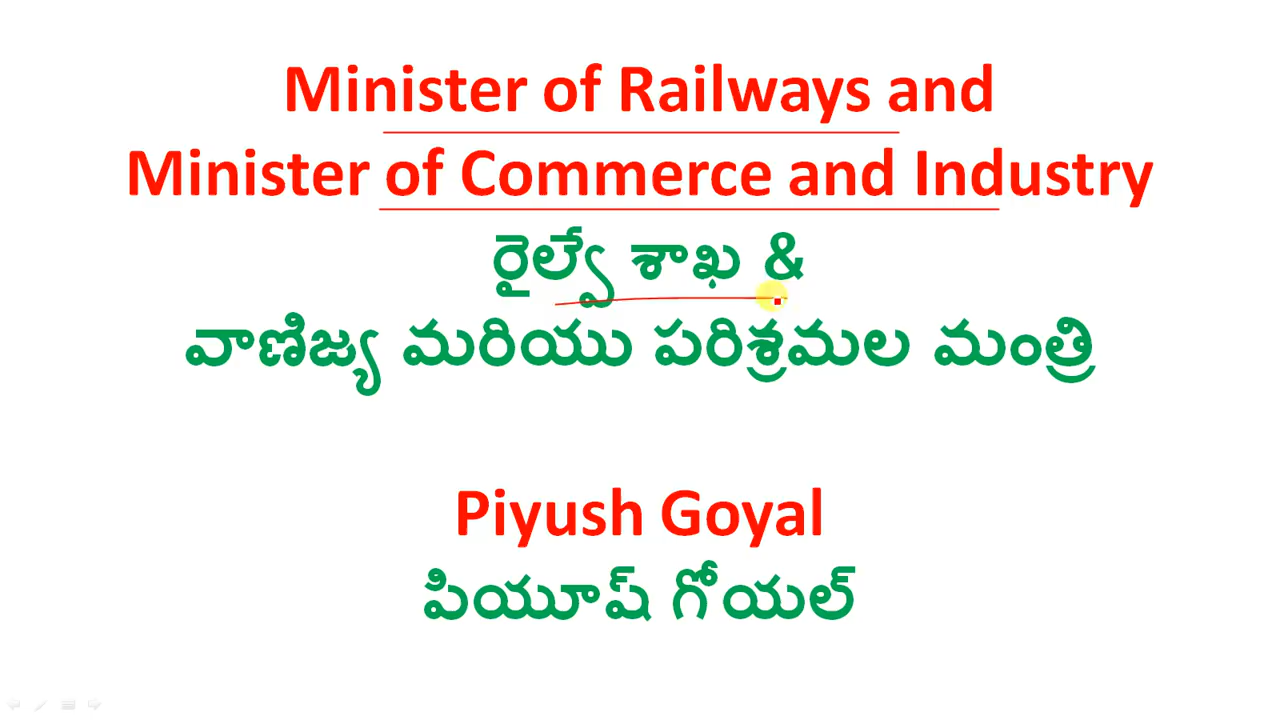 Minister of Railways and
Minister of Commerce and Industry
రైల్వే శాఖ &
వాణిజ్య మరియు పరిశ్రమల మంత్రి
Piyush Goyal
పియూష్ గోయల్